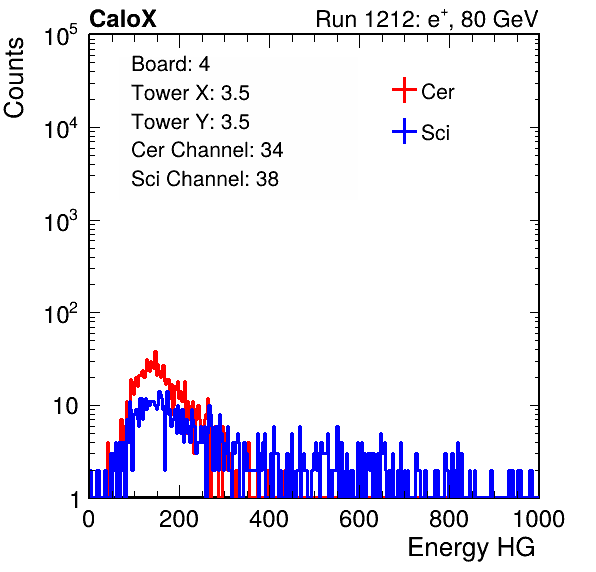 CaloX Run 1212: e⁺, 80 GeV
Counts
10⁵
10⁴
10³
10²
10
1
Board: 4
Tower X: 3.5
Tower Y: 3.5
Cer Channel: 34
Sci Channel: 38
Cer
Sci
0 200 400 600 800 1000
Energy HG